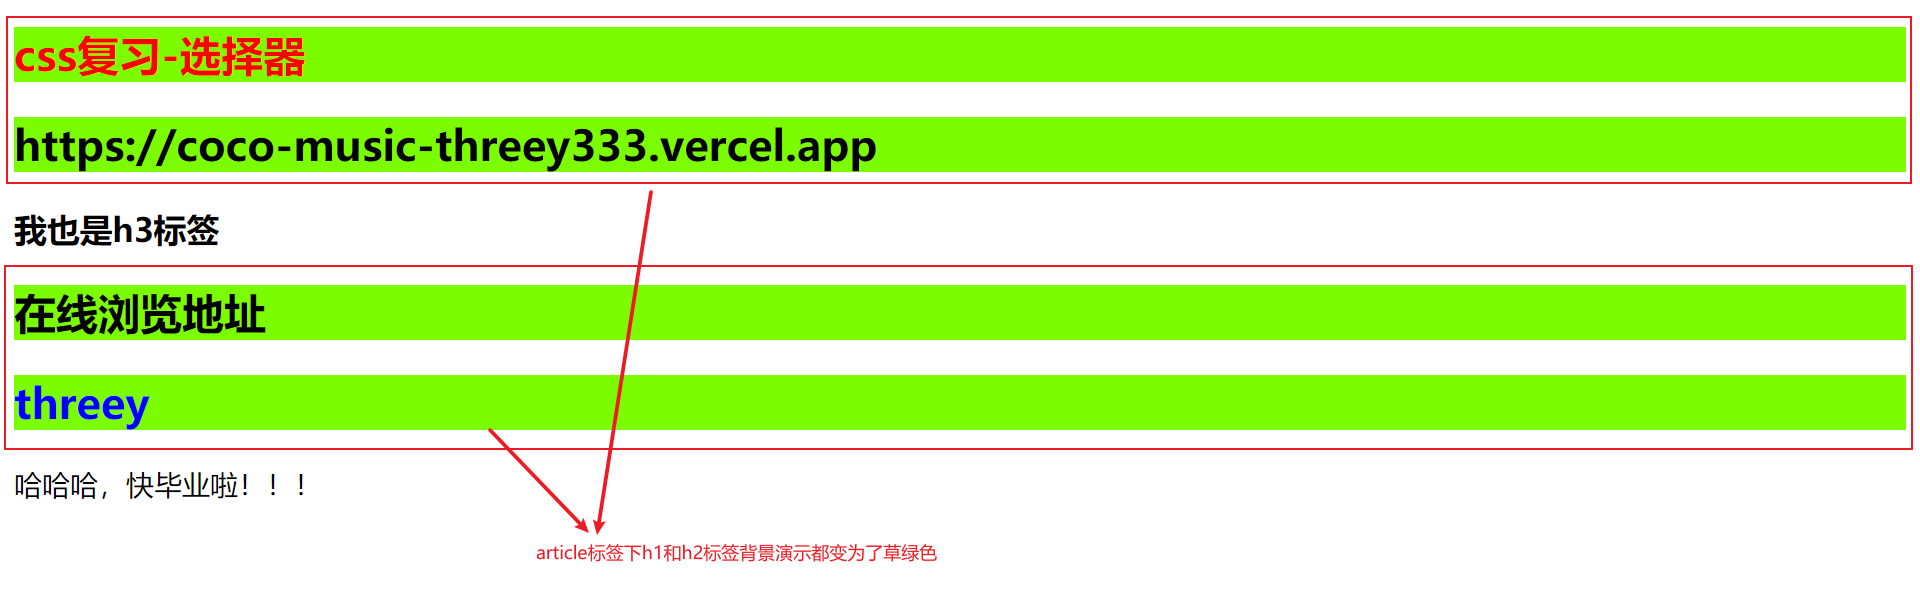 css复习-选择器
https://coco-music-threey333.vercel.app
我也是h3标签
在线浏览地址
threey
哈哈哈，快毕业啦！！！
article标签下h1和h2标签背景演示都变为了草绿色